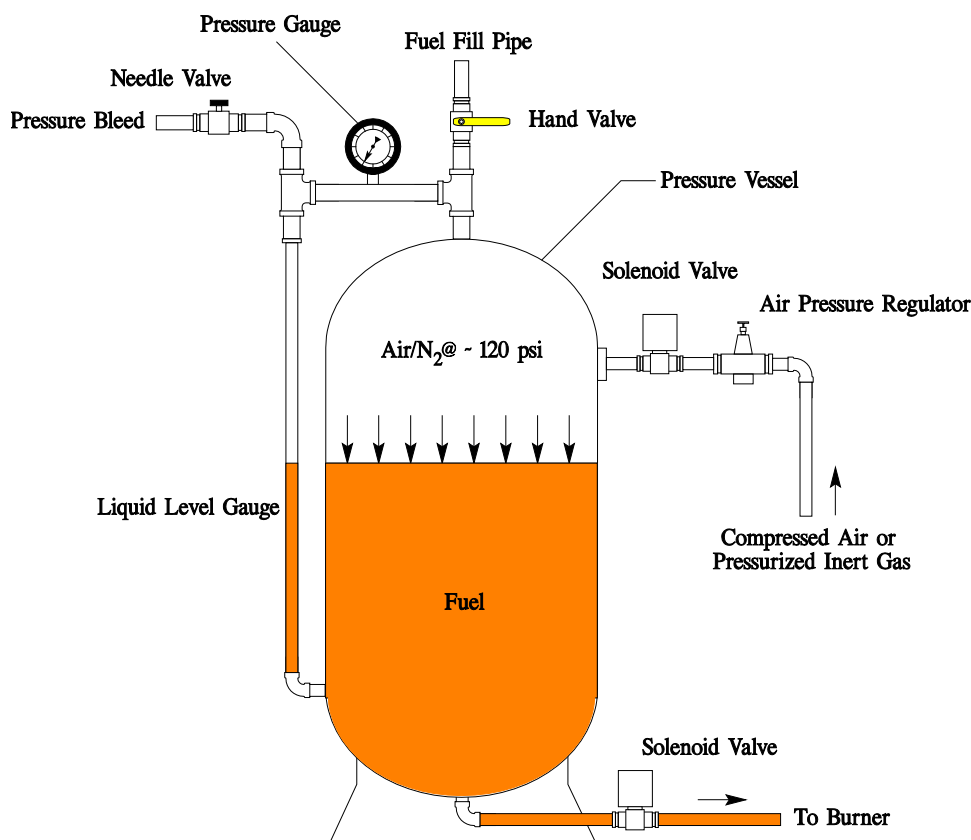 Pressure Gauge
Fuel Fill Pipe
Needle Valve
Pressure Bleed
Hand Valve
Pressure Vessel
Solenoid Valve
Air Pressure Regulator
Air/N₂@ ~ 120 psi
Liquid Level Gauge
Compressed Air or
Pressurized Inert Gas
Fuel
Solenoid Valve
To Burner